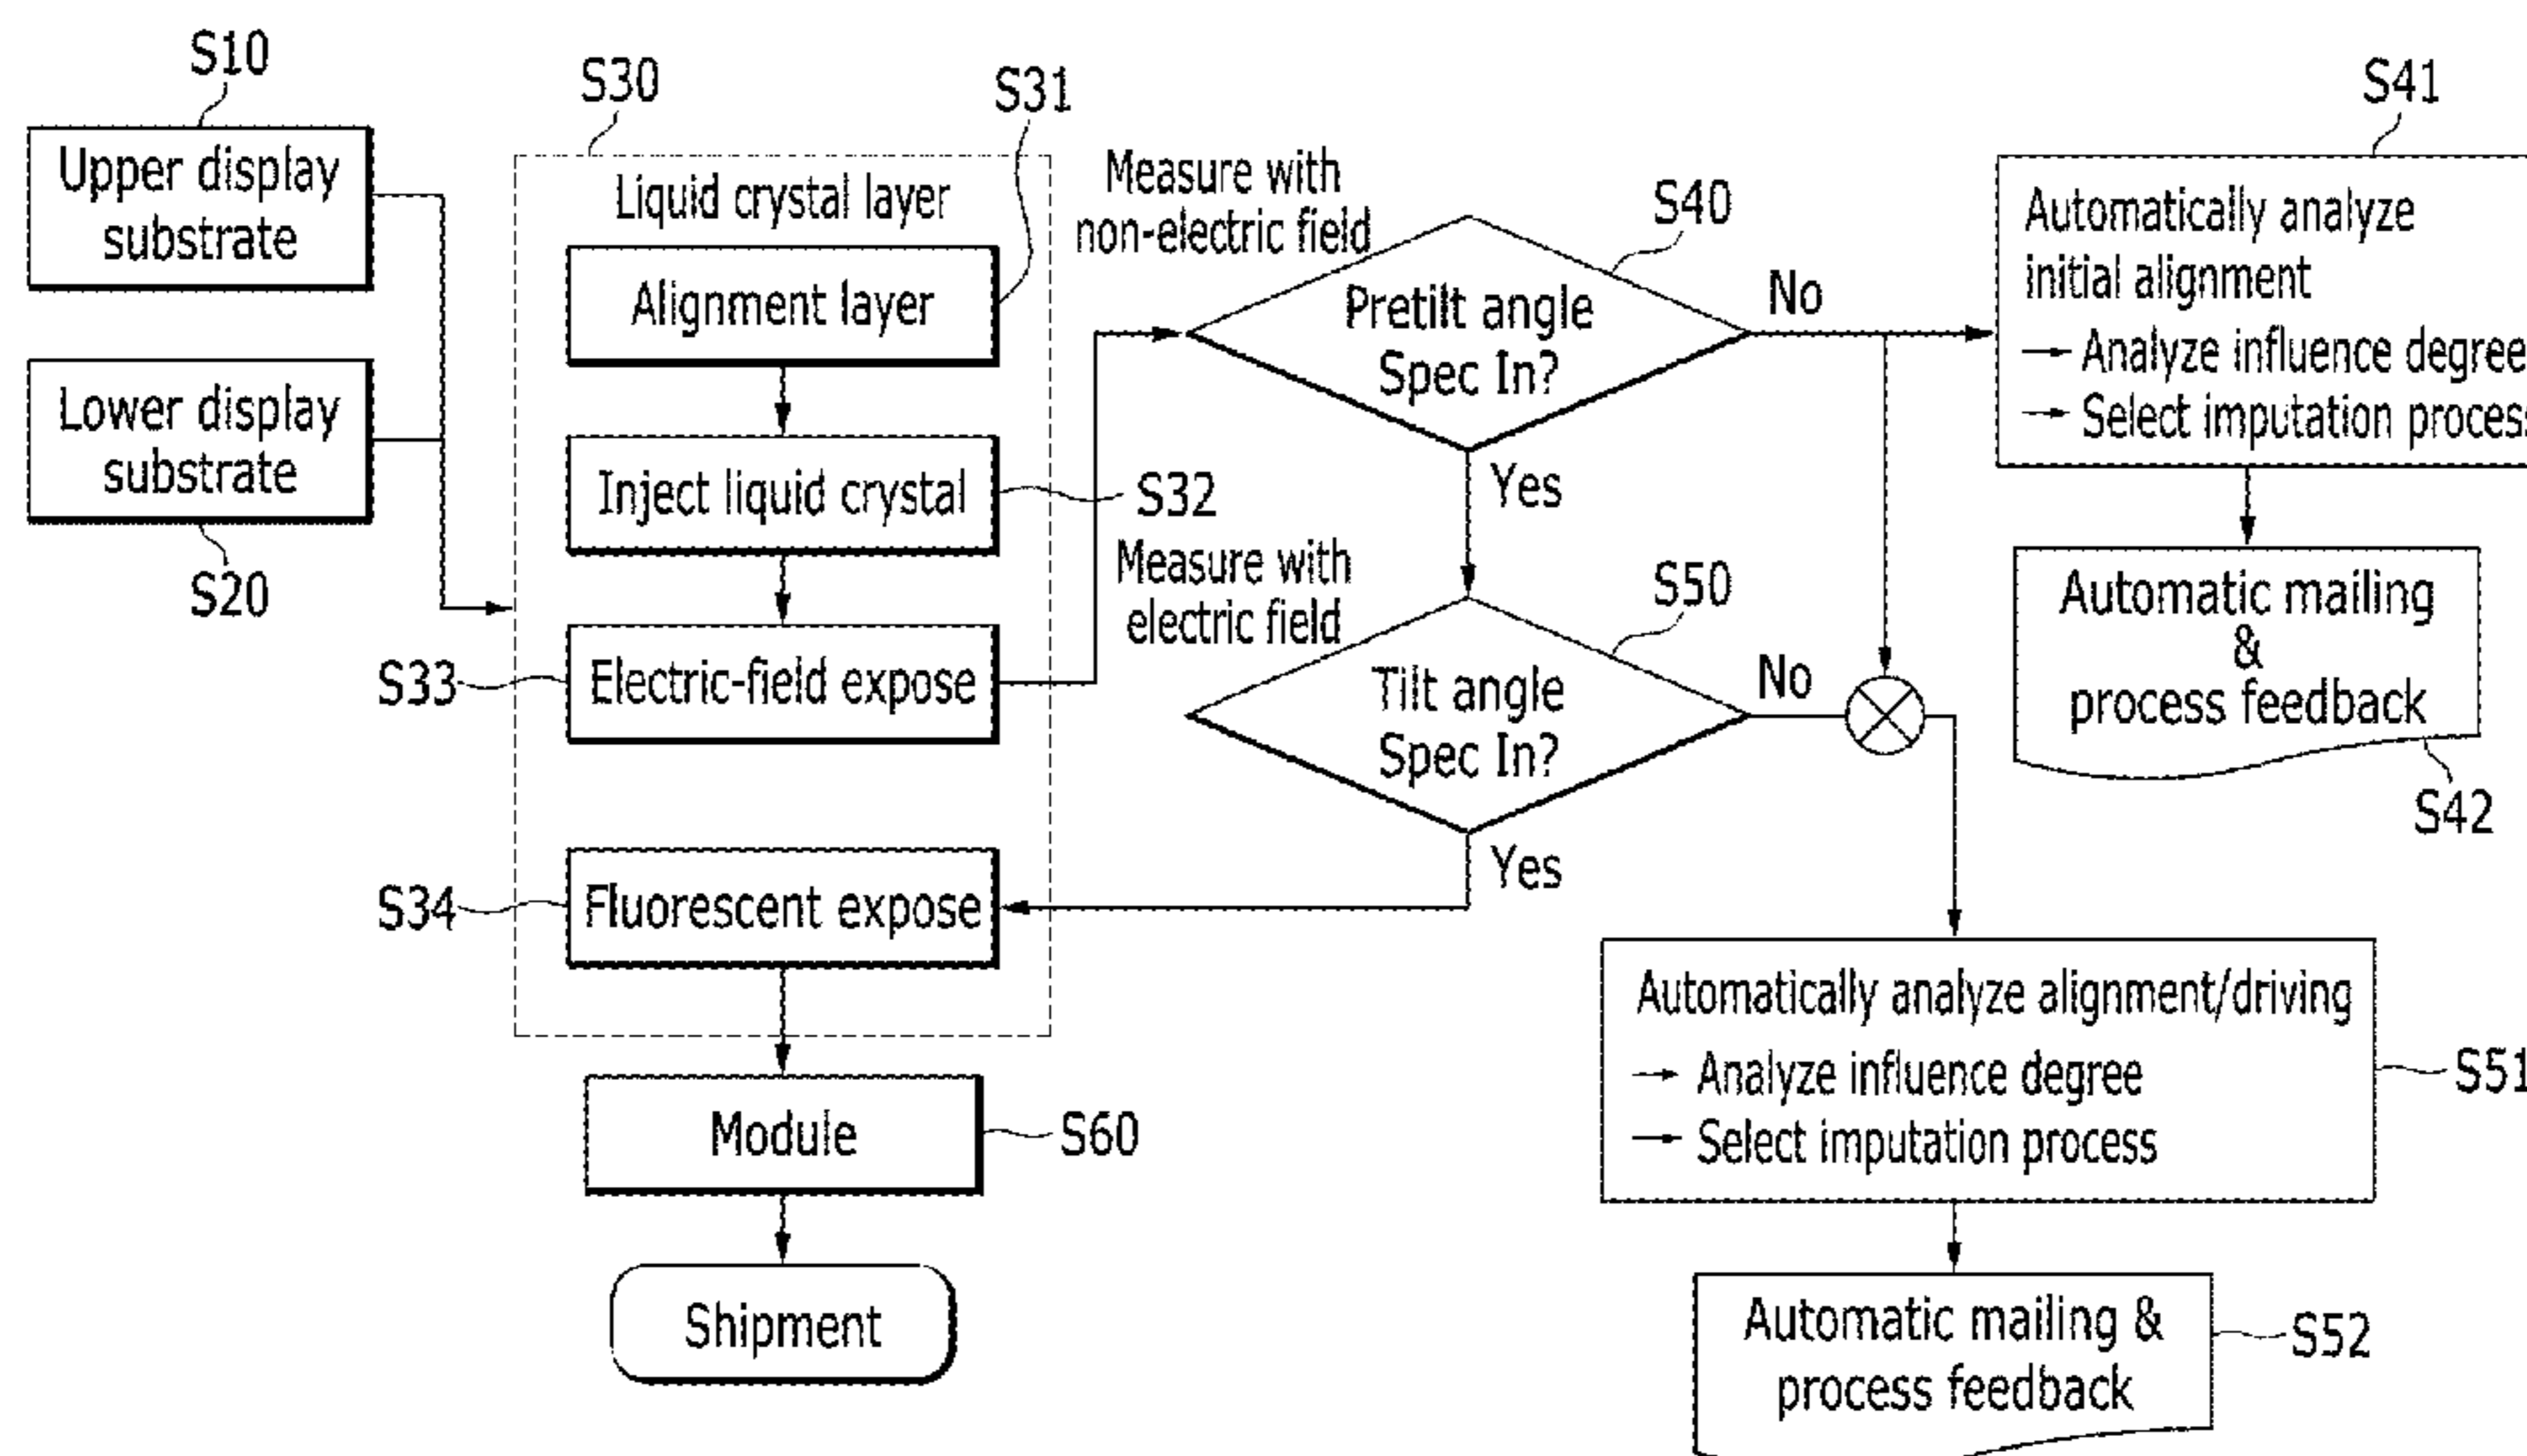 S10
Upper display
substrate
Lower display
substrate
S20
S30
S31
Liquid crystal layer
Alignment layer
Inject liquid crystal
S32
S33
Electric-field expose
S34
Fluorescent expose
Module
S60
Shipment
Measure with
non-electric field
S40
Pretilt angle
Spec In?
No
Yes
Measure with
electric field
S50
Tilt angle
Spec In?
No
Yes
S41
Automatically analyze
initial alignment
→ Analyze influence degree
→ Select imputation process
Automatic mailing
&
process feedback
S42
Automatically analyze alignment/driving
→ Analyze influence degree
→ Select imputation process
S51
Automatic mailing &
process feedback
S52